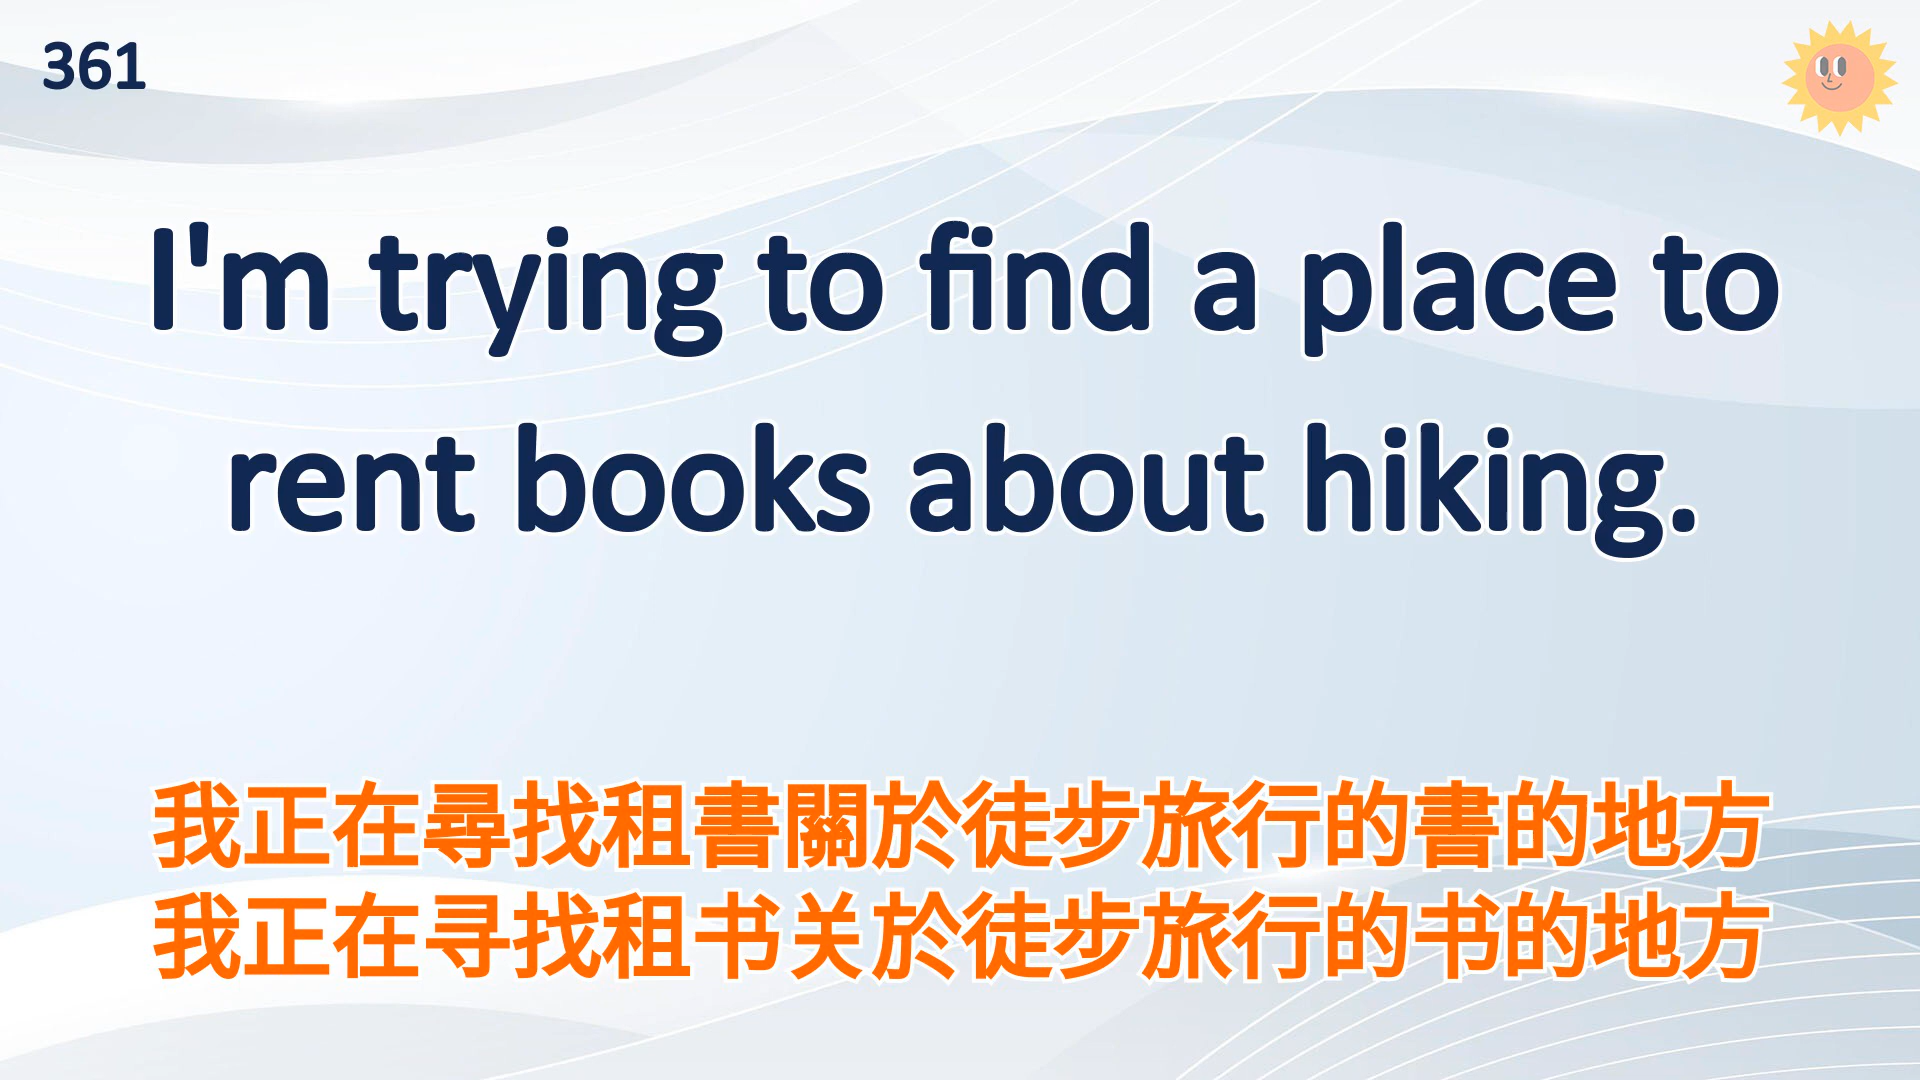 361
I'm trying to find a place to
rent books about hiking.
我正在尋找租書關於徒步旅行的書的地方
我正在寻找租书关於徒步旅行的书的地方